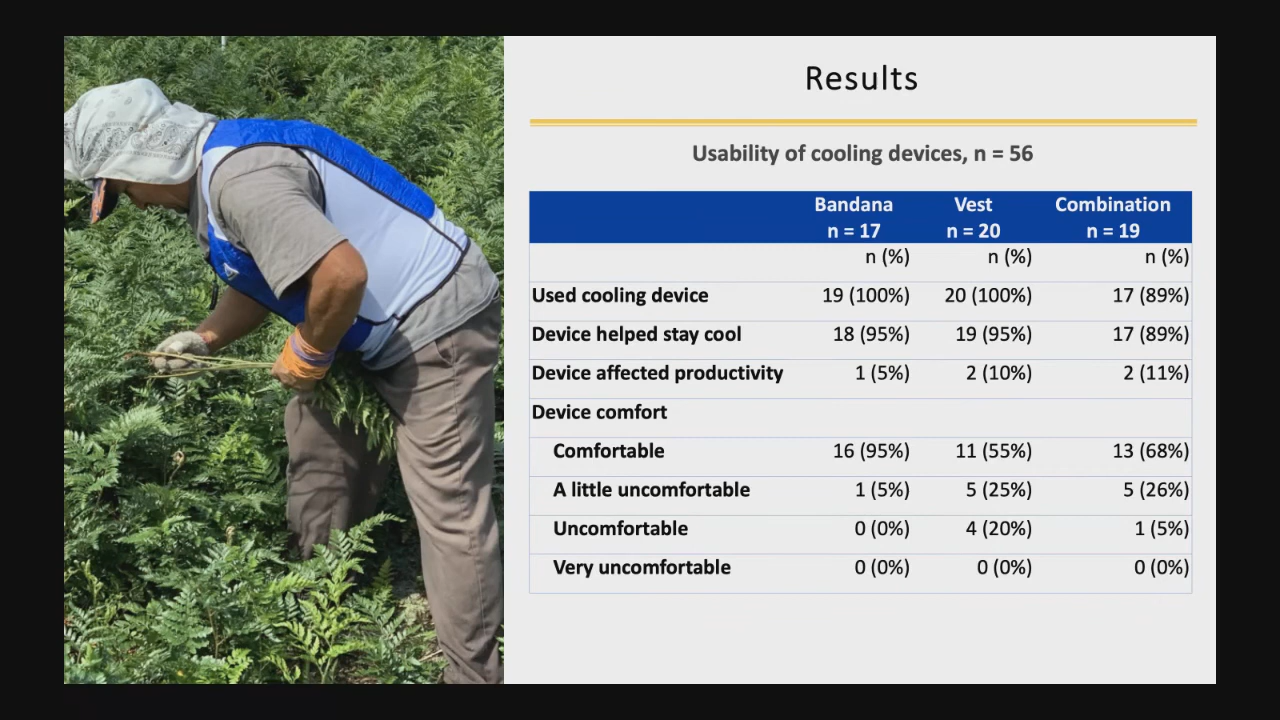 Results
Usability of cooling devices, n = 56
Bandana Vest Combination
n = 17 n = 20 n = 19
n (%) n (%) n (%)
Used cooling device 19 (100%) 20 (100%) 17 (89%)
Device helped stay cool 18 (95%) 19 (95%) 17 (89%)
Device affected productivity 1 (5%) 2 (10%) 2 (11%)
Device comfort
Comfortable 16 (95%) 11 (55%) 13 (68%)
A little uncomfortable 1 (5%) 5 (25%) 5 (26%)
Uncomfortable 0 (0%) 4 (20%) 1 (5%)
Very uncomfortable 0 (0%) 0 (0%) 0 (0%)